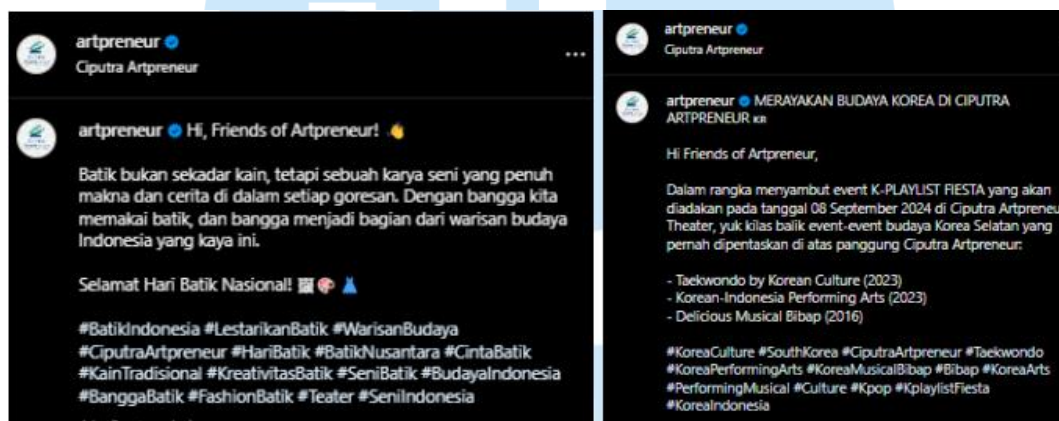 artpreneur
Ciputra Artpreneur
artpreneur Hi, Friends of Artpreneur! 👋
Batik bukan sekadar kain, tetapi sebuah karya seni yang penuh
makna dan cerita di dalam setiap goresan. Dengan bangga kita
memakai batik, dan bangga menjadi bagian dari warisan budaya
Indonesia yang kaya ini.
Selamat Hari Batik Nasional!
#BatikIndonesia #LestarikanBatik #WarisanBudaya
#CiputraArtpreneur #HariBatik #BatikNusantara #CintaBatik
#KainTradisional #KreativitasBatik #SeniBatik #BudayaIndonesia
#BanggaBatik #FashionBatik #Teater #SeniIndonesia
artpreneur
Ciputra Artpreneur
artpreneur MERAYAKAN BUDAYA KOREA DI CIPUTRA
ARTPRENEUR 🇰🇷
Hi Friends of Artpreneur,
Dalam rangka menyambut event K-PLAYLIST FIESTA yang akan
diadakan pada tanggal 08 September 2024 di Ciputra Artpreneu
Theater, yuk kilas balik event-event budaya Korea Selatan yang
pernah dipentaskan di atas panggung Ciputra Artpreneur:
- Taekwondo by Korean Culture (2023)
- Korean-Indonesia Performing Arts (2023)
- Delicious Musical Bibap (2016)
#KoreaCulture #SouthKorea #CiputraArtpreneur #Taekwondo
#KoreaPerformingArts #KoreaMusicalBibap #Bibap #KoreaArts
#PerformingMusical #Culture #Kpop #KplaylistFiesta
#KoreaIndonesia